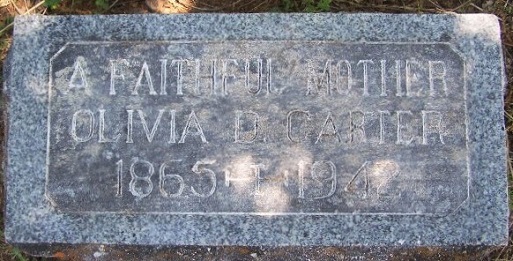 A FAITHFUL MOTHER
OLIVIA D. CARTER
1865 - 1942